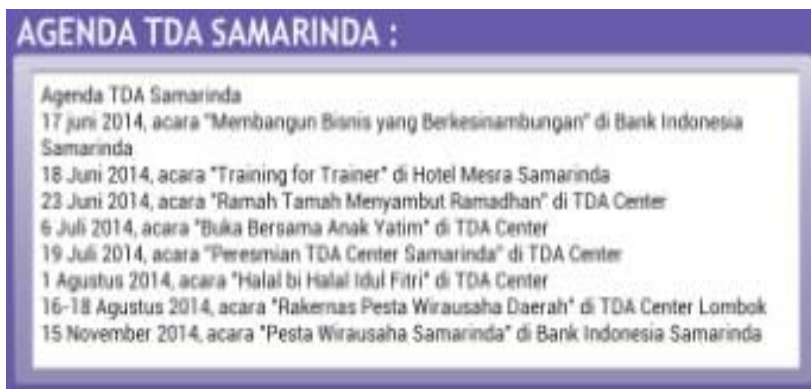 AGENDA TDA SAMARINDA :
Agenda TDA Samarinda
17 juni 2014, acara "Membangun Bisnis yang Berkesinambungan" di Bank Indonesia
Samarinda
18 Juni 2014, acara "Training for Trainer" di Hotel Mesra Samarinda
23 Juni 2014, acara "Ramah Tamah Menyambut Ramadhan" di TDA Center
6 Juli 2014, acara "Buka Bersama Anak Yatim" di TDA Center
19 Juli 2014, acara "Peresmian TDA Center Samarinda" di TDA Center
1 Agustus 2014, acara "Halal bi Halal Idul Fitri" di TDA Center
16-18 Agustus 2014, acara "Rakernas Pesta Wirausaha Daerah" di TDA Center Lombok
15 November 2014, acara "Pesta Wirausaha Samarinda" di Bank Indonesia Samarinda